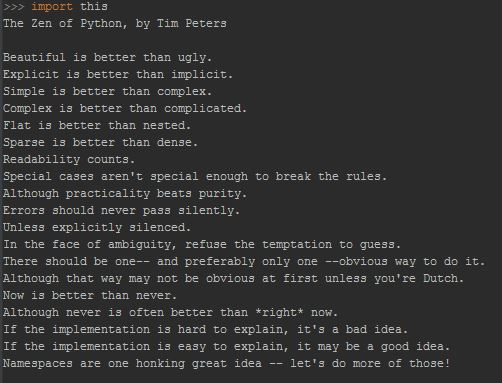 >>> import this
The Zen of Python, by Tim Peters
Beautiful is better than ugly.
Explicit is better than implicit.
Simple is better than complex.
Complex is better than complicated.
Flat is better than nested.
Sparse is better than dense.
Readability counts.
Special cases aren't special enough to break the rules.
Although practicality beats purity.
Errors should never pass silently.
Unless explicitly silenced.
In the face of ambiguity, refuse the temptation to guess.
There should be one-- and preferably only one --obvious way to do it.
Although that way may not be obvious at first unless you're Dutch.
Now is better than never.
Although never is often better than *right* now.
If the implementation is hard to explain, it's a bad idea.
If the implementation is easy to explain, it may be a good idea.
Namespaces are one honking great idea -- let's do more of those!